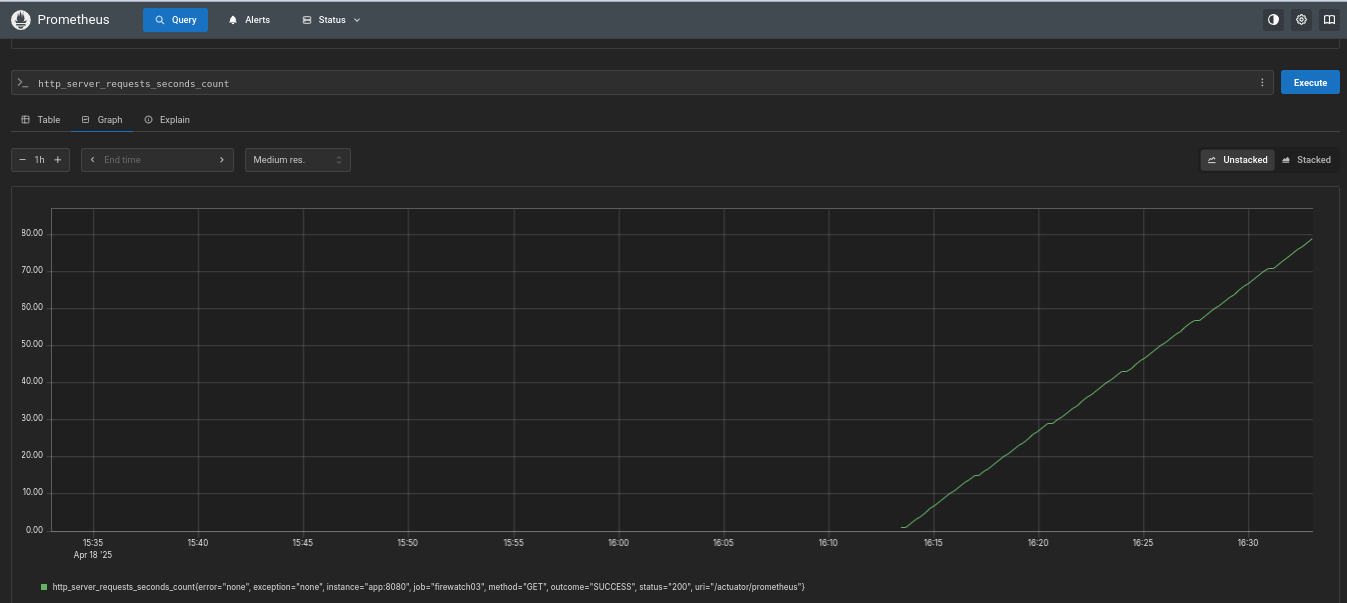 Prometheus Query Alerts Status
>_ http_server_requests_seconds_count Execute
Table Graph Explain
− 1h + End time Medium res. Unstacked Stacked
80.00
70.00
60.00
50.00
40.00
30.00
20.00
10.00
0.00
15:35 15:40 15:45 15:50 15:55 16:00 16:05 16:10 16:15 16:20 16:25 16:30
Apr 18 '25
http_server_requests_seconds_count{error="none", exception="none", instance="app:8080", job="firewatch03", method="GET", outcome="SUCCESS", status="200", uri="/actuator/prometheus"}